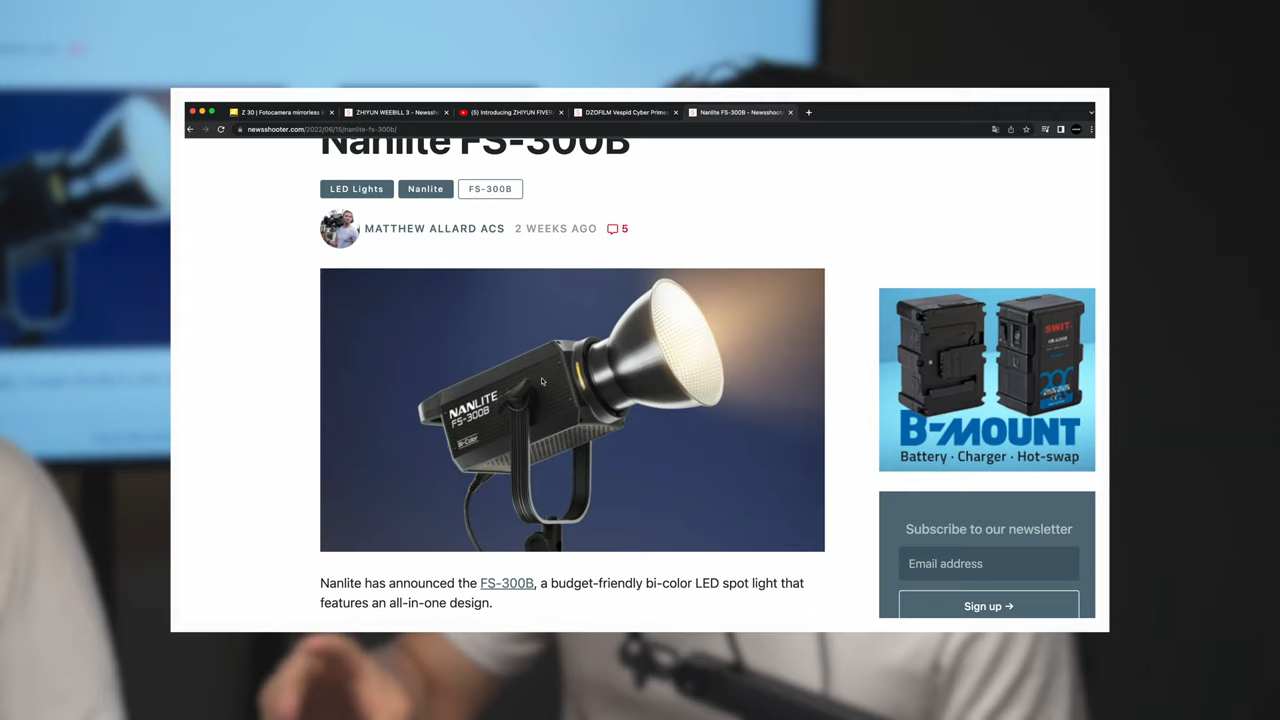 Z 30 | Fotocamera mirrorless
ZHIYUN WEEBILL 3 - Newssh
(5) Introducing ZHIYUN FIVER
DZOFILM Vespid Cyber Prime
Nanlite FS-300B - Newsshoot
newsshooter.com/2022/06/15/nanlite-fs-300b/
Nanlite FS-300B
LED Lights
Nanlite
FS-300B
MATTHEW ALLARD ACS 2 WEEKS AGO 5
NANLITE
FS-300B
Bi-Color
SWIT
B-MOUNT
Battery · Charger · Hot-swap
Subscribe to our newsletter
Email address
Sign up →
Nanlite has announced the FS-300B, a budget-friendly bi-color LED spot light that
features an all-in-one design.